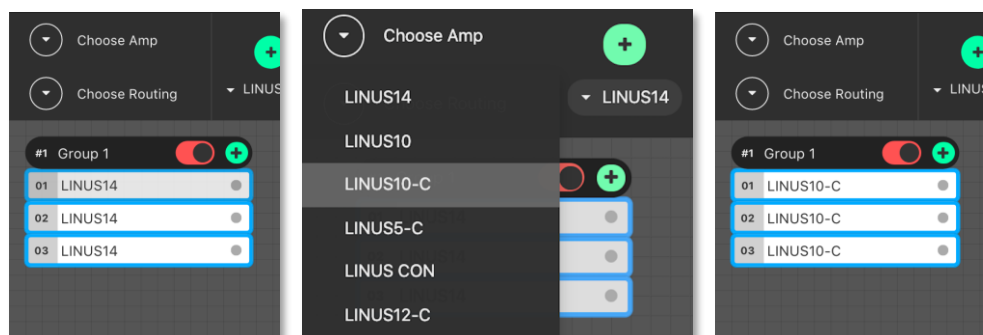 Choose Amp
Choose Routing
LINUS
#1 Group 1
01 LINUS14
02 LINUS14
03 LINUS14
Choose Amp
LINUS14
LINUS14
LINUS10
LINUS10-C
LINUS5-C
LINUS CON
LINUS12-C
Choose Amp
Choose Routing
LINU
#1 Group 1
01 LINUS10-C
02 LINUS10-C
03 LINUS10-C